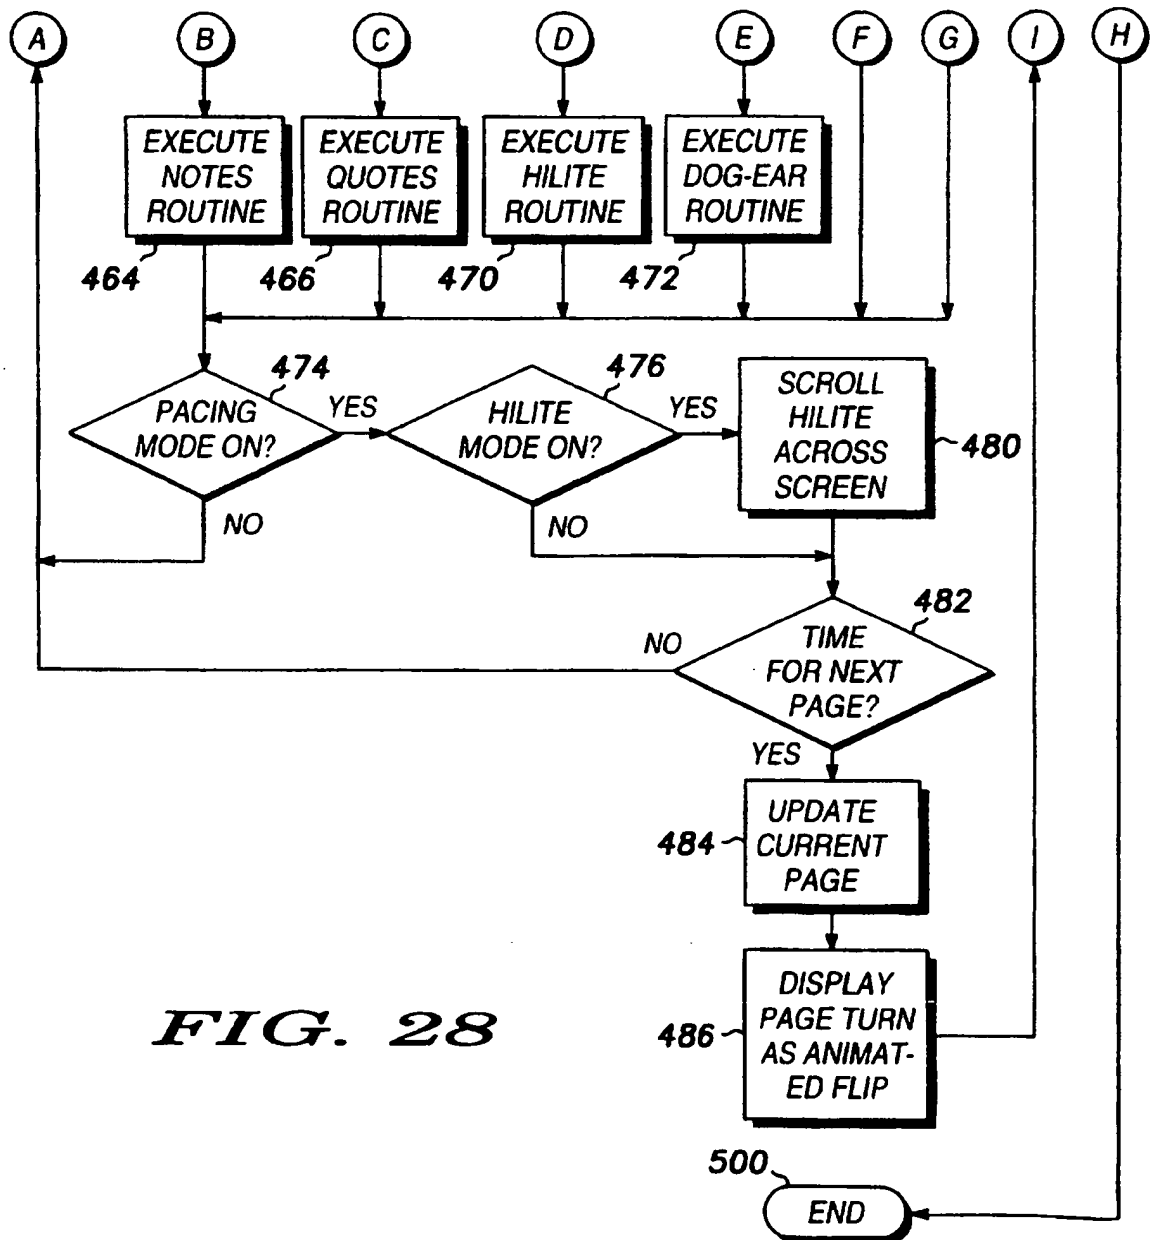 A
B
C
D
E
F
G
I
H
EXECUTE
NOTES
ROUTINE
EXECUTE
QUOTES
ROUTINE
EXECUTE
HILITE
ROUTINE
EXECUTE
DOG-EAR
ROUTINE
464
466
470
472
474
PACING
MODE ON?
YES
NO
476
HILITE
MODE ON?
YES
NO
SCROLL
HILITE
ACROSS
SCREEN
480
482
TIME
FOR NEXT
PAGE?
NO
YES
UPDATE
CURRENT
PAGE
484
DISPLAY
PAGE TURN
AS ANIMAT-
ED FLIP
486
FIG. 28
500
END